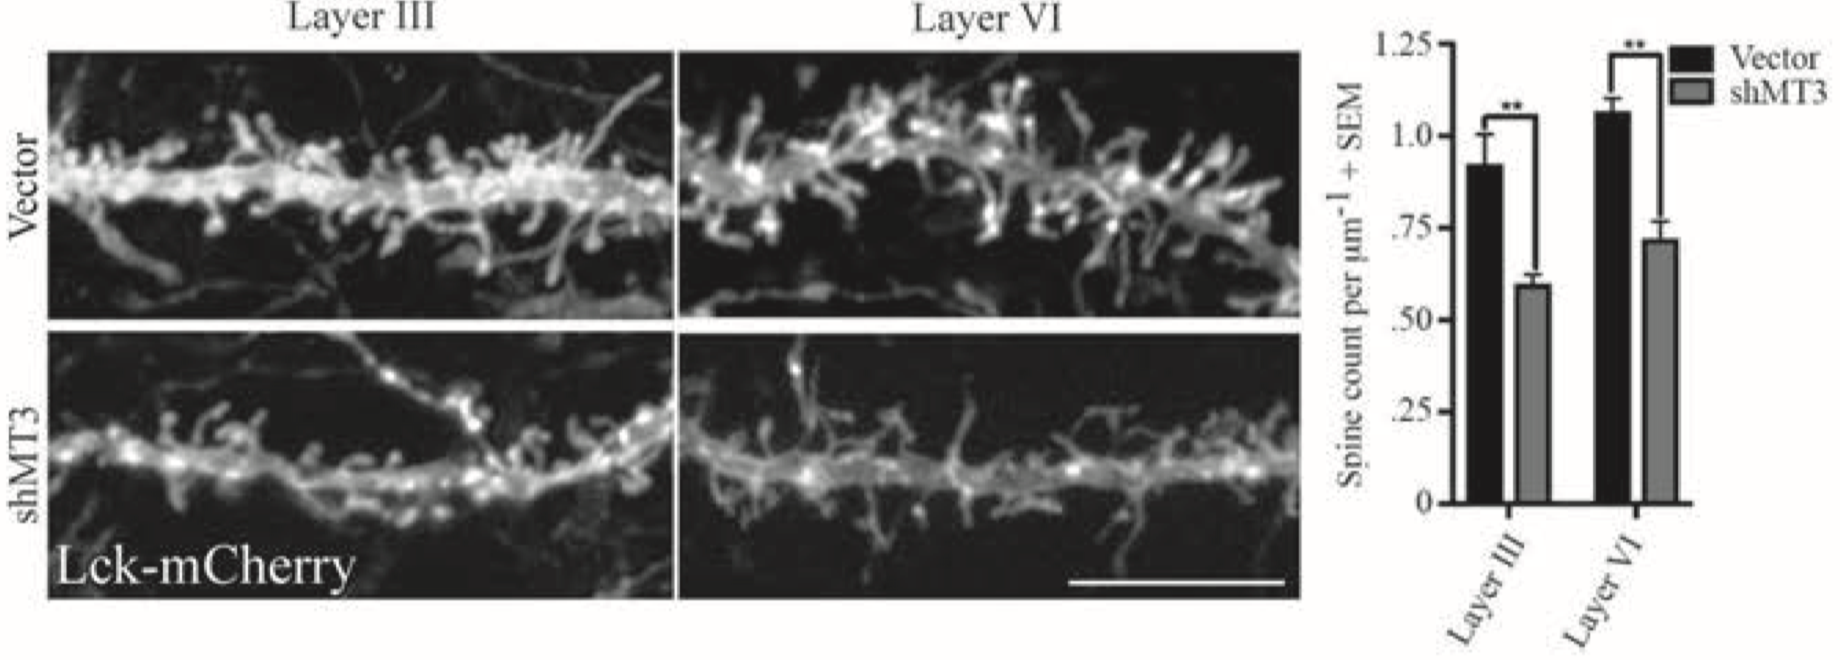 Layer III
Layer VI
Vector
shMT3
Lck-mCherry
Spine count per µm⁻¹ + SEM
1.25
1.0
.75
.50
.25
0
**
**
Vector
shMT3
Layer III
Layer VI